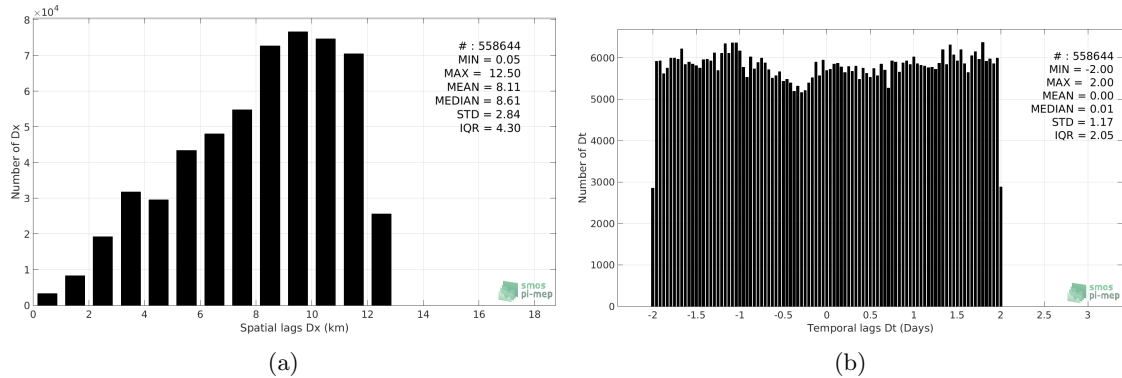 ×10⁴
8
7
6
5
4
3
2
1
0
Number of Dx
0 2 4 6 8 10 12 14 16 18
Spatial lags Dx (km)
# : 558644
MIN = 0.05
MAX = 12.50
MEAN = 8.11
MEDIAN = 8.61
STD = 2.84
IQR = 4.30
smos
pi-mep
(a)
6000
5000
4000
3000
2000
1000
0
Number of Dt
-2 -1.5 -1 -0.5 0 0.5 1 1.5 2 2.5 3
Temporal lags Dt (Days)
# : 558644
MIN = -2.00
MAX = 2.00
MEAN = 0.00
MEDIAN = 0.01
STD = 1.17
IQR = 2.05
smos
pi-mep
(b)